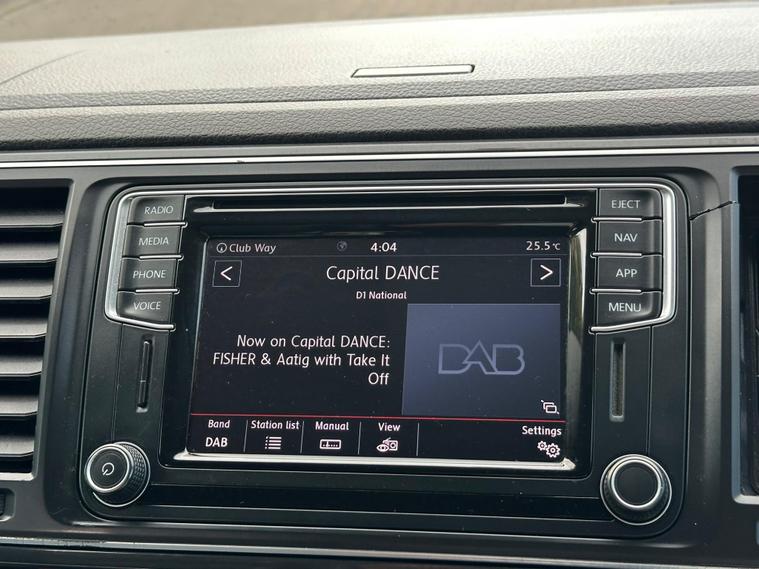 RADIO
MEDIA
PHONE
VOICE
EJECT
NAV
APP
MENU
Club Way 4:04 25.5 °C
< Capital DANCE >
D1 National
Now on Capital DANCE:
FISHER & Aatig with Take It
Off
DAB
Band Station list Manual View Settings
DAB